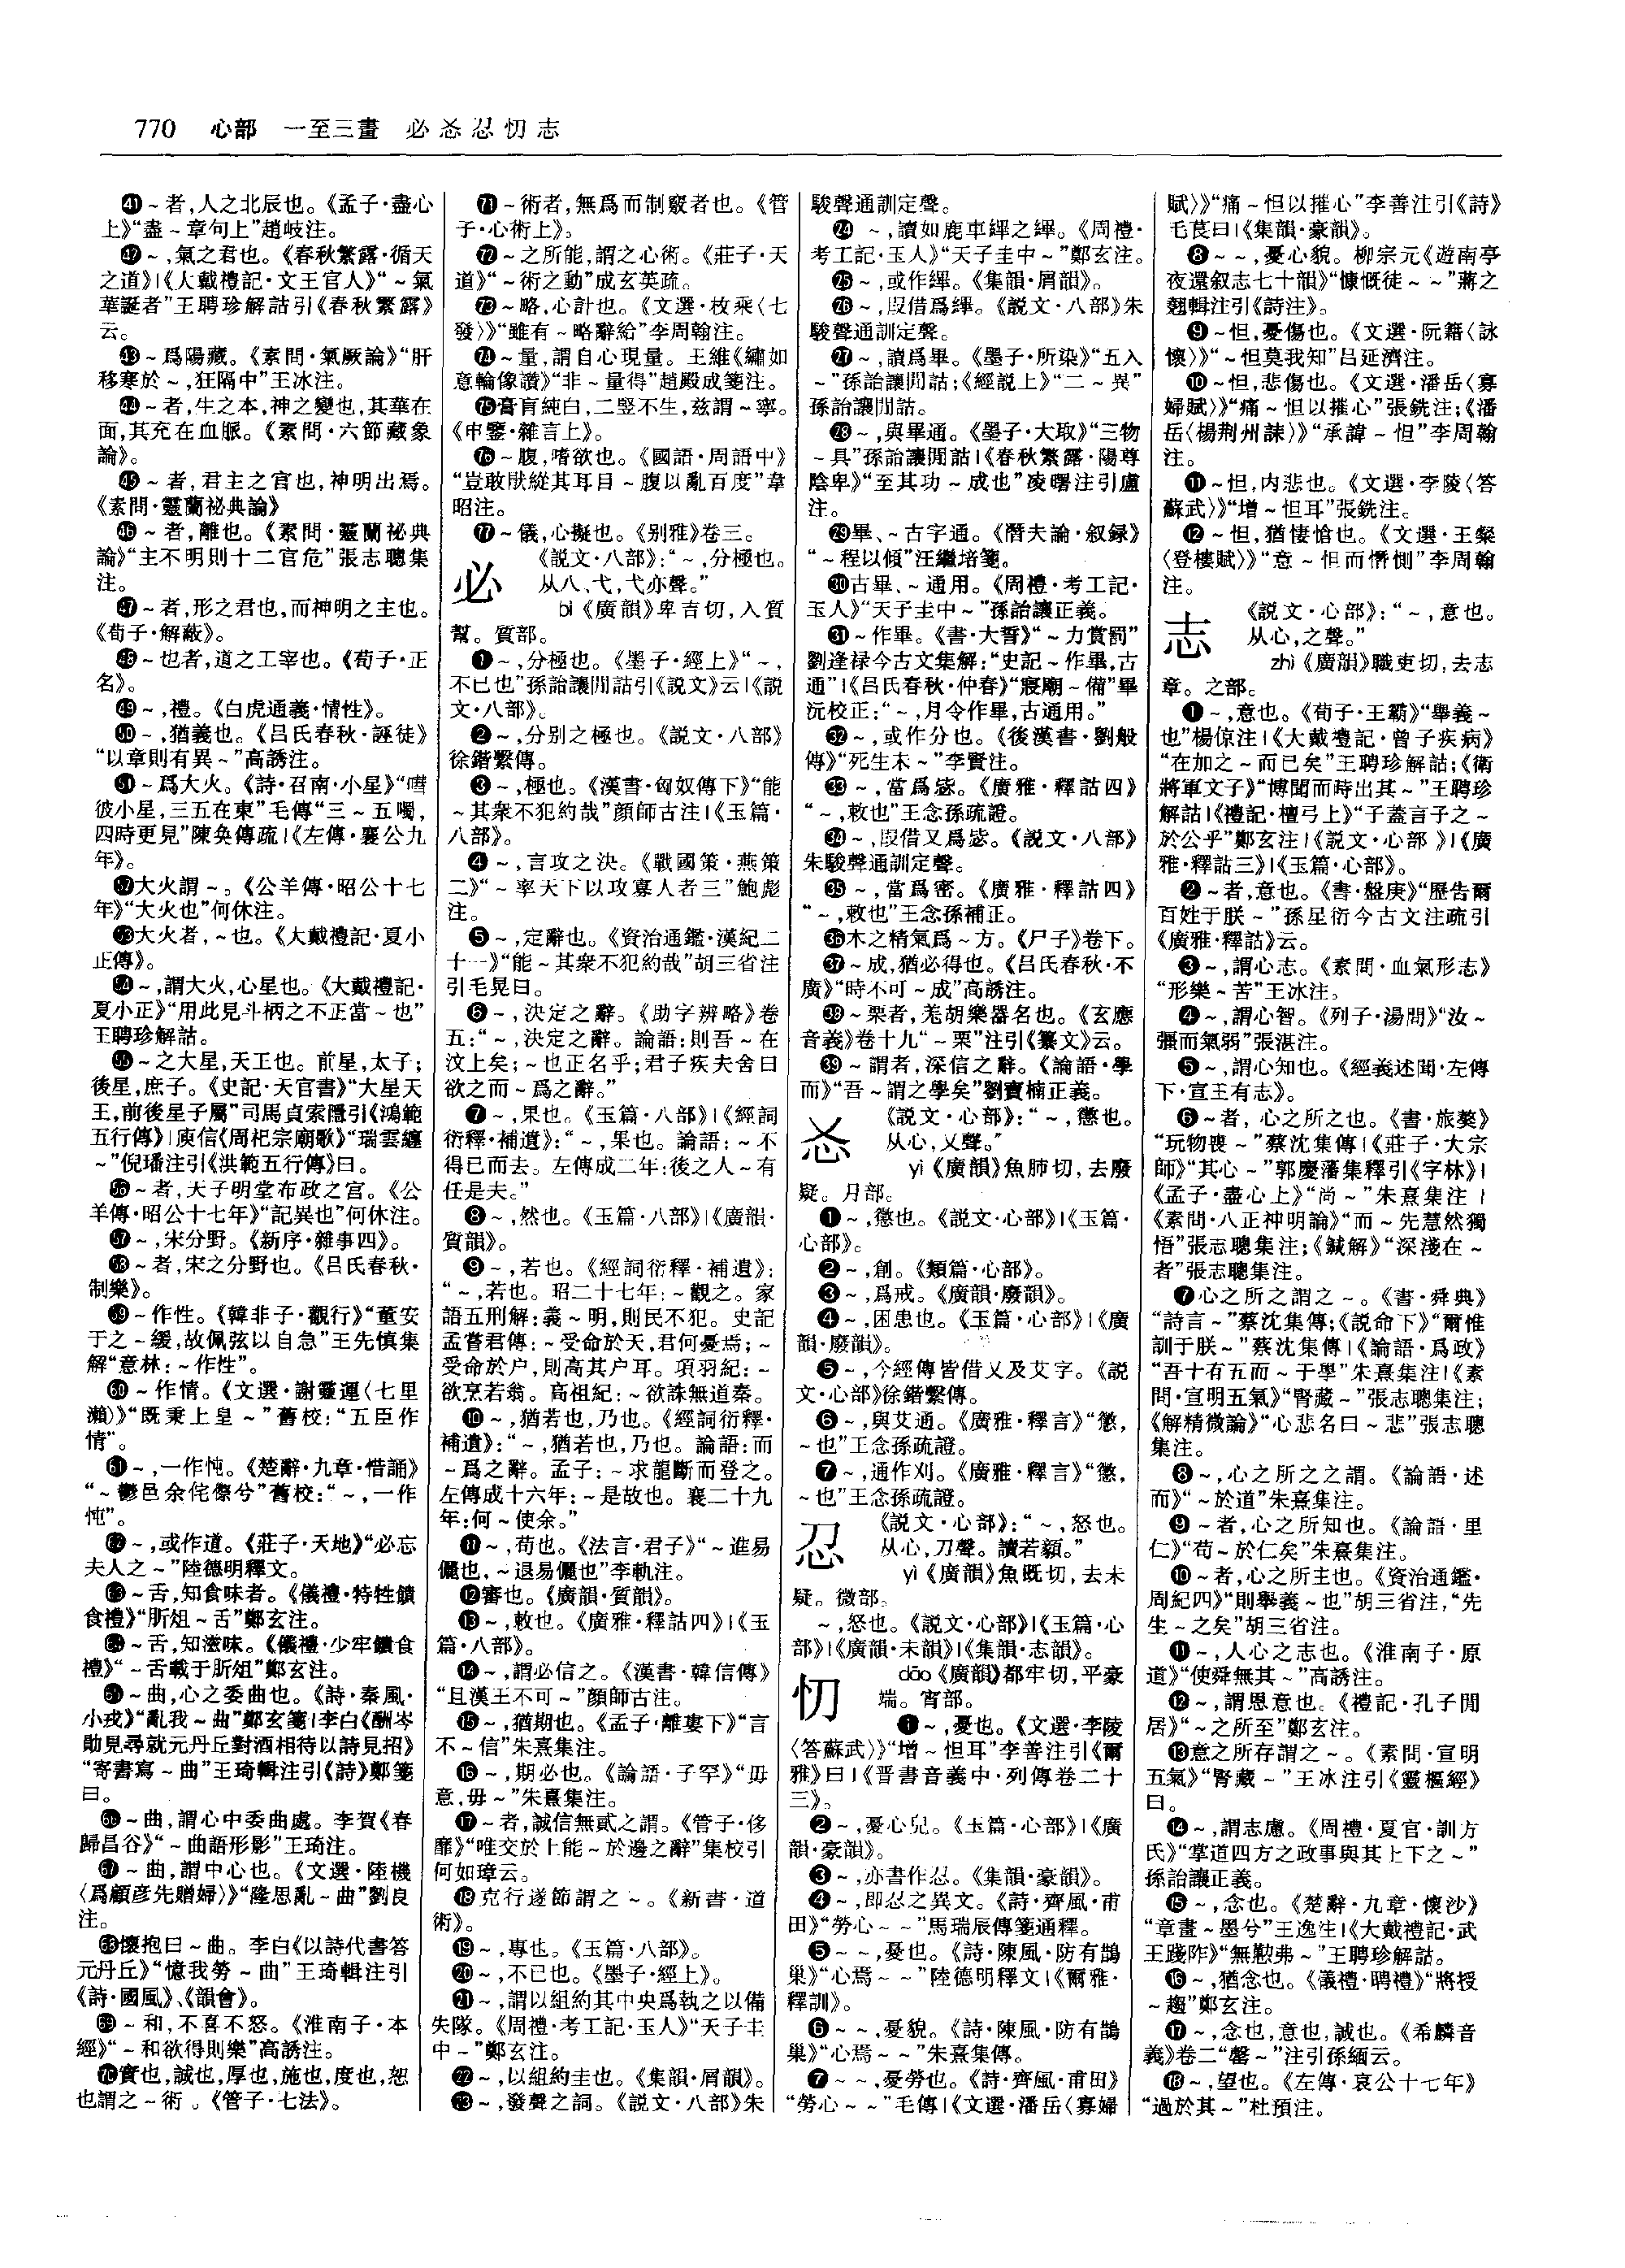 770 心部 一至三畫 必忞忍忉志
㊶～者,人之北辰也。《孟子·盡心
上》“盡～章句上”趙岐注。
㊷～,氣之君也。《春秋繁露·循天
之道》|《大戴禮記·文王官人》“～氣
華誕者”王聘珍解詁引《春秋繁露》
云。
㊸～爲陽藏。《素問·氣厥論》“肝
移寒於～,狂隔中”王冰注。
㊹～者,生之本,神之變也,其華在
面,其充在血脈。《素問·六節藏象
論》。
㊺～者,君主之官也,神明出焉。
《素問·靈蘭祕典論》
㊻～者,離也。《素問·靈蘭祕典
論》“主不明則十二官危”張志聰集
注。
㊼～者,形之君也,而神明之主也。
《荀子·解蔽》。
㊽～也者,道之工宰也。《荀子·正
名》。
㊾～,禮。《白虎通義·情性》。
㊿～,猶義也。《吕氏春秋·誣徒》
“以章則有異～”高誘注。
51～爲大火。《詩·召南·小星》“嘒
彼小星,三五在東”毛傳“三～五噣,
四時更見”陳奂傳疏|《左傳·襄公九
年》。
52大火謂～。《公羊傳·昭公十七
年》“大火也”何休注。
53大火者,～也。《大戴禮記·夏小
正傳》。
54～,謂大火,心星也。《大戴禮記·
夏小正》“用此見斗柄之不正當～也”
王聘珍解詁。
55～之大星,天王也。前星,太子;
後星,庶子。《史記·天官書》“大星天
王,前後星子屬”司馬貞索隱引《鴻範
五行傳》|庾信《周祀宗廟歌》“瑞雲纏
～”倪璠注引《洪範五行傳》曰。
56～者,天子明堂布政之宫。《公
羊傳·昭公十七年》“記異也”何休注。
57～,宋分野。《新序·雜事四》。
58～者,宋之分野也。《吕氏春秋·
制樂》。
59～作性。《韓非子·觀行》“董安
于之～緩,故佩弦以自急”王先慎集
解“意林:～作性”。
60～作情。《文選·謝靈運〈七里
瀨〉》“既秉上皇～”舊校:“五臣作
情”。
61～,一作忳。《楚辭·九章·惜誦》
“～鬱邑余侘傺兮”舊校:“～,一作
忳”。
62～,或作道。《莊子·天地》“必忘
夫人之～”陸德明釋文。
63～舌,知食味者。《儀禮·特牲饋
食禮》“肵俎～舌”鄭玄注。
64～舌,知滋味。《儀禮·少牢饋食
禮》“～舌載于肵俎”鄭玄注。
65～曲,心之委曲也。《詩·秦風·
小戎》“亂我～曲”鄭玄箋|李白《酬岑
勛見尋就元丹丘對酒相待以詩見招》
“寄書寫～曲”王琦輯注引《詩》鄭箋
曰。
66～曲,謂心中委曲處。李賀《春
歸昌谷》“～曲語形影”王琦注。
67～曲,謂中心也。《文選·陸機
〈爲顧彦先贈婦〉》“隆思亂～曲”劉良
注。
68懷抱曰～曲。李白《以詩代書答
元丹丘》“憶我勞～曲”王琦輯注引
《詩·國風》、《韻會》。
69～和,不喜不怒。《淮南子·本
經》“～和欲得則樂”高誘注。
70實也,誠也,厚也,施也,度也,恕
也謂之～術。《管子·七法》。
71～術者,無爲而制竅者也。《管
子·心術上》。
72～之所能,謂之心術。《莊子·天
道》“～術之動”成玄英疏。
73～略,心計也。《文選·枚乘〈七
發〉》“雖有～略辭給”李周翰注。
74～量,謂自心現量。王維《繡如
意輪像讚》“非～量得”趙殿成箋注。
75膏肓純白,二竪不生,兹謂～寧。
《申鑒·雜言上》。
76～腹,嗜欲也。《國語·周語中》
“豈敢猒縱其耳目～腹以亂百度”韋
昭注。
77～儀,心擬也。《别雅》卷三。
必 《説文·八部》:“～,分極也。
从八、弋,弋亦聲。”
bì《廣韻》卑吉切,入質
幫。質部。
❶～,分極也。《墨子·經上》“～,
不已也”孫詒讓閒詁引《説文》云|《説
文·八部》。
❷～,分别之極也。《説文·八部》
徐鍇繫傳。
❸～,極也。《漢書·匈奴傳下》“能
～其衆不犯約哉”顔師古注|《玉篇·
八部》。
❹～,言攻之決。《戰國策·燕策
二》“～率天下以攻寡人者三”鮑彪
注。
❺～,定辭也。《資治通鑑·漢紀二
十一》“能～其衆不犯約哉”胡三省注
引毛晃曰。
❻～,決定之辭。《助字辨略》卷
五:“～,決定之辭。論語:則吾～在
汶上矣;～也正名乎;君子疾夫舍曰
欲之而～爲之辭。”
❼～,果也。《玉篇·八部》|《經詞
衍釋·補遺》:“～,果也。論語:～不
得已而去。左傳成二年:後之人～有
任是夫。”
❽～,然也。《玉篇·八部》|《廣韻·
質韻》。
❾～,若也。《經詞衍釋·補遺》:
“～,若也。昭二十七年:～觀之。家
語五刑解:義～明,則民不犯。史記
孟嘗君傳:～受命於天,君何憂焉;～
受命於户,則高其户耳。項羽紀:～
欲烹若翁。高祖紀:～欲誅無道秦。
❿～,猶若也,乃也。《經詞衍釋·
補遺》:“～,猶若也,乃也。論語:而
～爲之辭。孟子:～求龍斷而登之。
左傳成十六年:～是故也。襄二十九
年:何～使余。”
⓫～,苟也。《法言·君子》“～進易
儷也,～退易儷也”李軌注。
⓬審也。《廣韻·質韻》。
⓭～,敕也。《廣雅·釋詁四》|《玉
篇·八部》。
⓮～,謂必信之。《漢書·韓信傳》
“且漢王不可～”顔師古注。
⓯～,猶期也。《孟子·離婁下》“言
不～信”朱熹集注。
⓰～,期必也。《論語·子罕》“毋
意,毋～”朱熹集注。
⓱～者,誠信無貳之謂。《管子·侈
靡》“唯交於上能～於邊之辭”集校引
何如璋云。
⓲克行遂節謂之～。《新書·道
術》。
⓳～,專也。《玉篇·八部》。
⓴～,不已也。《墨子·經上》。
㉑～,謂以組約其中央爲執之以備
失隊。《周禮·考工記·玉人》“天子圭
中～”鄭玄注。
㉒～,以組約圭也。《集韻·屑韻》。
㉓～,發聲之詞。《説文·八部》朱
駿聲通訓定聲。
㉔～,讀如鹿車縪之縪。《周禮·
考工記·玉人》“天子圭中～”鄭玄注。
㉕～,或作縪。《集韻·屑韻》。
㉖～,叚借爲縪。《説文·八部》朱
駿聲通訓定聲。
㉗～,讀爲畢。《墨子·所染》“五入
～”孫詒讓閒詁;《經説上》“二～異”
孫詒讓閒詁。
㉘～,與畢通。《墨子·大取》“三物
～具”孫詒讓閒詁|《春秋繁露·陽尊
陰卑》“至其功～成也”凌曙注引盧
注。
㉙畢、～古字通。《潛夫論·叙録》
“～程以傾”汪繼培箋。
㉚古畢、～通用。《周禮·考工記·
玉人》“天子圭中～”孫詒讓正義。
㉛～作畢。《書·大誓》“～力賞罰”
劉逢禄今古文集解:“史記～作畢,古
通”|《吕氏春秋·仲春》“寢廟～備”畢
沅校正:“～,月令作畢,古通用。”
㉜～,或作分也。《後漢書·劉般
傳》“死生未～”李賢注。
㉝～,當爲毖。《廣雅·釋詁四》
“～,敕也”王念孫疏證。
㉞～,叚借又爲毖。《説文·八部》
朱駿聲通訓定聲。
㉟～,當爲密。《廣雅·釋詁四》
“～,敕也”王念孫補正。
㊱木之精氣爲～方。《尸子》卷下。
㊲～成,猶必得也。《吕氏春秋·不
廣》“時不可～成”高誘注。
㊳～栗者,羌胡樂器名也。《玄應
音義》卷十九“～栗”注引《纂文》云。
㊴～謂者,深信之辭。《論語·學
而》“吾～謂之學矣”劉寶楠正義。
㣻 《説文·心部》:“～,懲也。
从心,乂聲。”
yì《廣韻》魚肺切,去廢
疑。月部。
❶～,懲也。《説文·心部》|《玉篇·
心部》。
❷～,創。《類篇·心部》。
❸～,爲戒。《廣韻·廢韻》。
❹～,困患也。《玉篇·心部》|《廣
韻·廢韻》。
❺～,今經傳皆借乂及艾字。《説
文·心部》徐鍇繫傳。
❻～,與艾通。《廣雅·釋言》“懲,
～也”王念孫疏證。
❼～,通作刈。《廣雅·釋言》“懲,
～也”王念孫疏證。
忍 《説文·心部》:“～,怒也。
从心,刀聲。讀若顡。”
yì《廣韻》魚既切,去未
疑。微部。
～,怒也。《説文·心部》|《玉篇·心
部》|《廣韻·未韻》|《集韻·志韻》。
忉 dāo《廣韻》都牢切,平豪
端。宵部。
❶～,憂也。《文選·李陵
〈答蘇武〉》“增～怛耳”李善注引《爾
雅》曰|《晋書音義中·列傳卷二十
三》。
❷～,憂心皃。《玉篇·心部》|《廣
韻·豪韻》。
❸～,亦書作忍。《集韻·豪韻》。
❹～,即忍之異文。《詩·齊風·甫
田》“勞心～～”馬瑞辰傳箋通釋。
❺～～,憂也。《詩·陳風·防有鵲
巢》“心焉～～”陸德明釋文|《爾雅·
釋訓》。
❻～～,憂貌。《詩·陳風·防有鵲
巢》“心焉～～”朱熹集傳。
❼～～,憂勞也。《詩·齊風·甫田》
“勞心～～”毛傳|《文選·潘岳〈寡婦
賦〉》“痛～怛以摧心”李善注引《詩》
毛萇曰|《集韻·豪韻》。
❽～～,憂心貌。柳宗元《遊南亭
夜還叙志七十韻》“慷慨徒～～”蔣之
翹輯注引《詩注》。
❾～怛,憂傷也。《文選·阮籍〈詠
懷〉》“～怛莫我知”吕延濟注。
❿～怛,悲傷也。《文選·潘岳〈寡
婦賦〉》“痛～怛以摧心”張銑注;《潘
岳〈楊荆州誄〉》“承諱～怛”李周翰
注。
⓫～怛,内悲也。《文選·李陵〈答
蘇武〉》“增～怛耳”張銑注。
⓬～怛,猶悽愴也。《文選·王粲
〈登樓賦〉》“意～怛而憯惻”李周翰
注。
志 《説文·心部》:“～,意也。
从心,之聲。”
zhì《廣韻》職吏切,去志
章。之部。
❶～,意也。《荀子·王霸》“舉義～
也”楊倞注|《大戴禮記·曾子疾病》
“在加之～而已矣”王聘珍解詁;《衛
將軍文子》“博聞而時出其～”王聘珍
解詁|《禮記·檀弓上》“子蓋言子之～
於公乎”鄭玄注|《説文·心部》|《廣
雅·釋詁三》|《玉篇·心部》。
❷～者,意也。《書·盤庚》“歷告爾
百姓于朕～”孫星衍今古文注疏引
《廣雅·釋詁》云。
❸～,謂心志。《素問·血氣形志》
“形樂～苦”王冰注。
❹～,謂心智。《列子·湯問》“汝～
彊而氣弱”張湛注。
❺～,謂心知也。《經義述聞·左傳
下·宣王有志》。
❻～者,心之所之也。《書·旅獒》
“玩物喪～”蔡沈集傳|《莊子·大宗
師》“其心～”郭慶藩集釋引《字林》|
《孟子·盡心上》“尚～”朱熹集注|
《素問·八正神明論》“而～先慧然獨
悟”張志聰集注;《鍼解》“深淺在～
者”張志聰集注。
❼心之所之謂之～。《書·舜典》
“詩言～”蔡沈集傳;《説命下》“爾惟
訓于朕～”蔡沈集傳|《論語·爲政》
“吾十有五而～于學”朱熹集注|《素
問·宣明五氣》“腎藏～”張志聰集注;
《解精微論》“心悲名曰～悲”張志聰
集注。
❽～,心之所之之謂。《論語·述
而》“～於道”朱熹集注。
❾～者,心之所知也。《論語·里
仁》“苟～於仁矣”朱熹集注。
❿～者,心之所主也。《資治通鑑·
周紀四》“則舉義～也”胡三省注,“先
生～之矣”胡三省注。
⓫～,人心之志也。《淮南子·原
道》“使舜無其～”高誘注。
⓬～,謂恩意也。《禮記·孔子閒
居》“～之所至”鄭玄注。
⓭意之所存謂之～。《素問·宣明
五氣》“腎藏～”王冰注引《靈樞經》
曰。
⓮～,謂志慮。《周禮·夏官·訓方
氏》“掌道四方之政事與其上下之～”
孫詒讓正義。
⓯～,念也。《楚辭·九章·懷沙》
“章畫～墨兮”王逸注|《大戴禮記·武
王踐阼》“無懃弗～”王聘珍解詁。
⓰～,猶念也。《儀禮·聘禮》“將授
～趨”鄭玄注。
⓱～,念也,意也,誠也。《希麟音
義》卷二“罄～”注引孫緬云。
⓲～,望也。《左傳·哀公十七年》
“過於其～”杜預注。